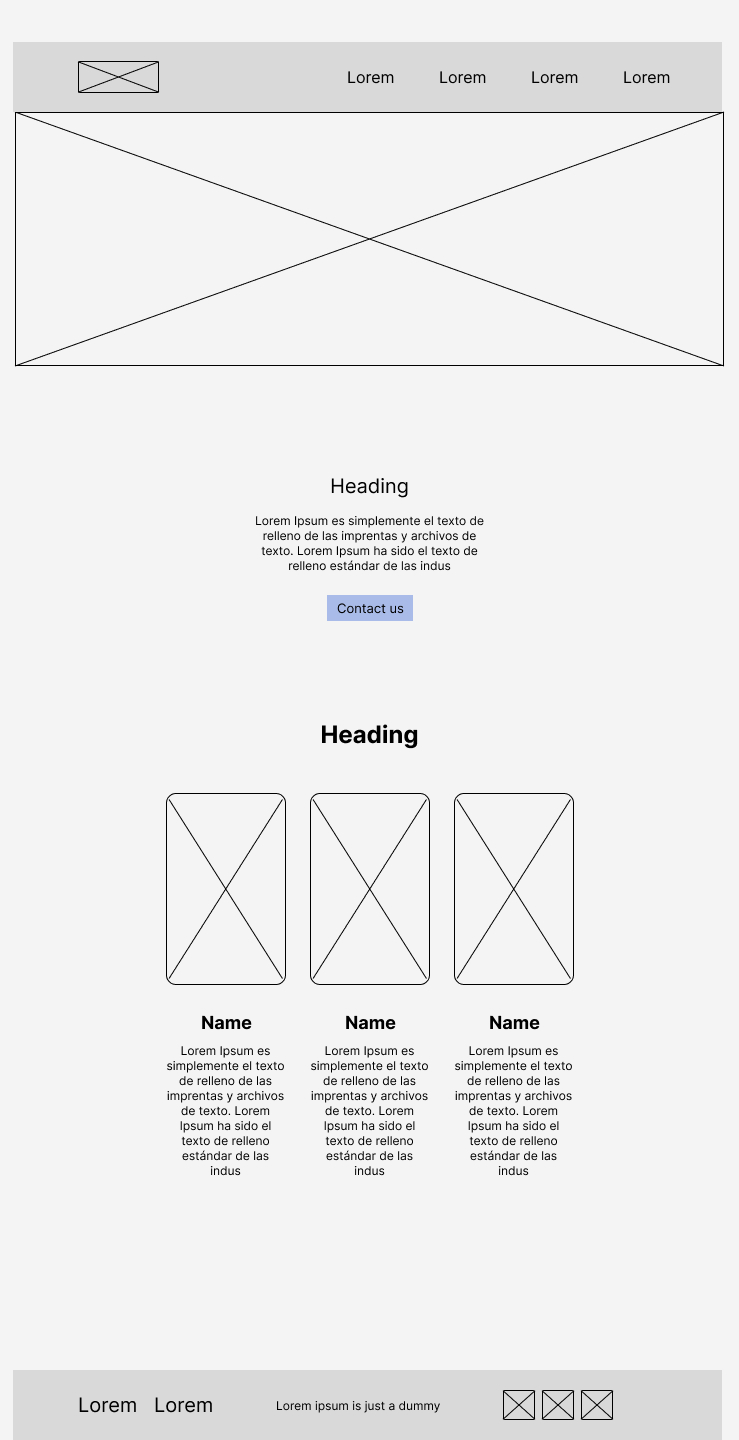 Lorem Lorem Lorem Lorem
Heading
Lorem Ipsum es simplemente el texto de
relleno de las imprentas y archivos de
texto. Lorem Ipsum ha sido el texto de
relleno estándar de las indus
Contact us
Heading
Name
Lorem Ipsum es
simplemente el texto
de relleno de las
imprentas y archivos
de texto. Lorem
Ipsum ha sido el
texto de relleno
estándar de las
indus
Name
Lorem Ipsum es
simplemente el texto
de relleno de las
imprentas y archivos
de texto. Lorem
Ipsum ha sido el
texto de relleno
estándar de las
indus
Name
Lorem Ipsum es
simplemente el texto
de relleno de las
imprentas y archivos
de texto. Lorem
Ipsum ha sido el
texto de relleno
estándar de las
indus
Lorem Lorem Lorem ipsum is just a dummy